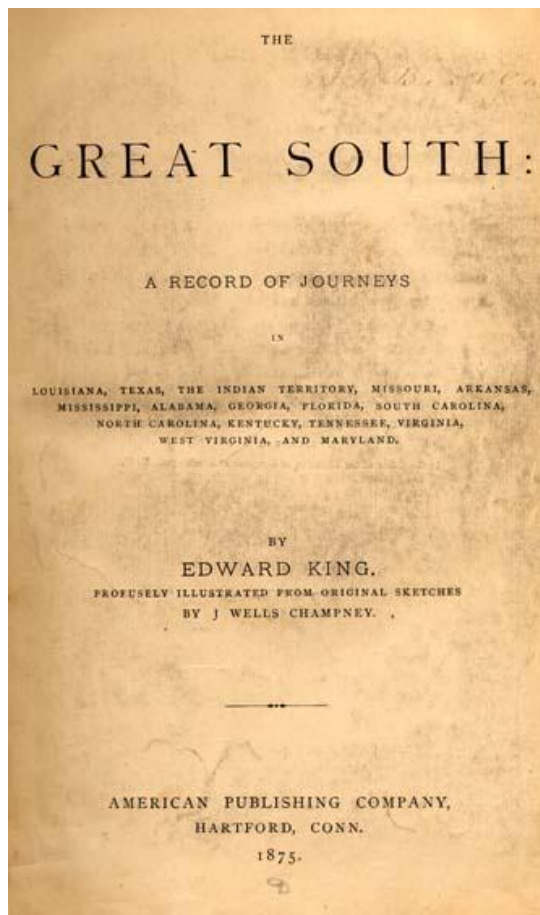 THE
GREAT SOUTH:
A RECORD OF JOURNEYS
IN
LOUISIANA, TEXAS, THE INDIAN TERRITORY, MISSOURI, ARKANSAS,
MISSISSIPPI, ALABAMA, GEORGIA, FLORIDA, SOUTH CAROLINA,
NORTH CAROLINA, KENTUCKY, TENNESSEE, VIRGINIA,
WEST VIRGINIA, AND MARYLAND.
BY
EDWARD KING.
PROFUSELY ILLUSTRATED FROM ORIGINAL SKETCHES
BY J WELLS CHAMPNEY.
AMERICAN PUBLISHING COMPANY,
HARTFORD, CONN.
1875.